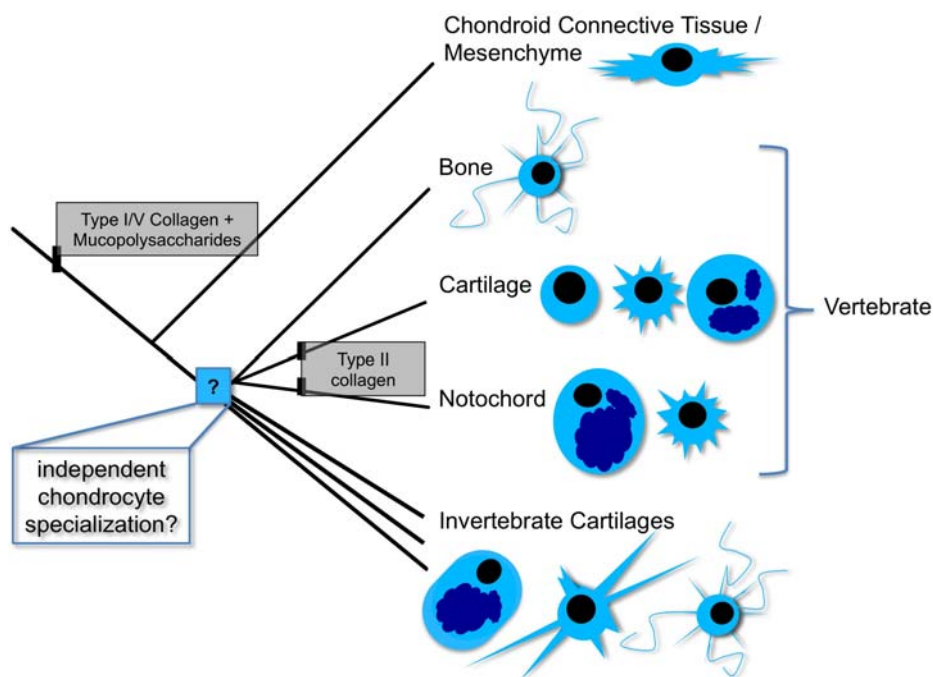 Chondroid Connective Tissue /
Mesenchyme
Bone
Type I/V Collagen +
Mucopolysaccharides
Cartilage
Vertebrate
Type II
collagen
?
Notochord
independent
chondrocyte
specialization?
Invertebrate Cartilages